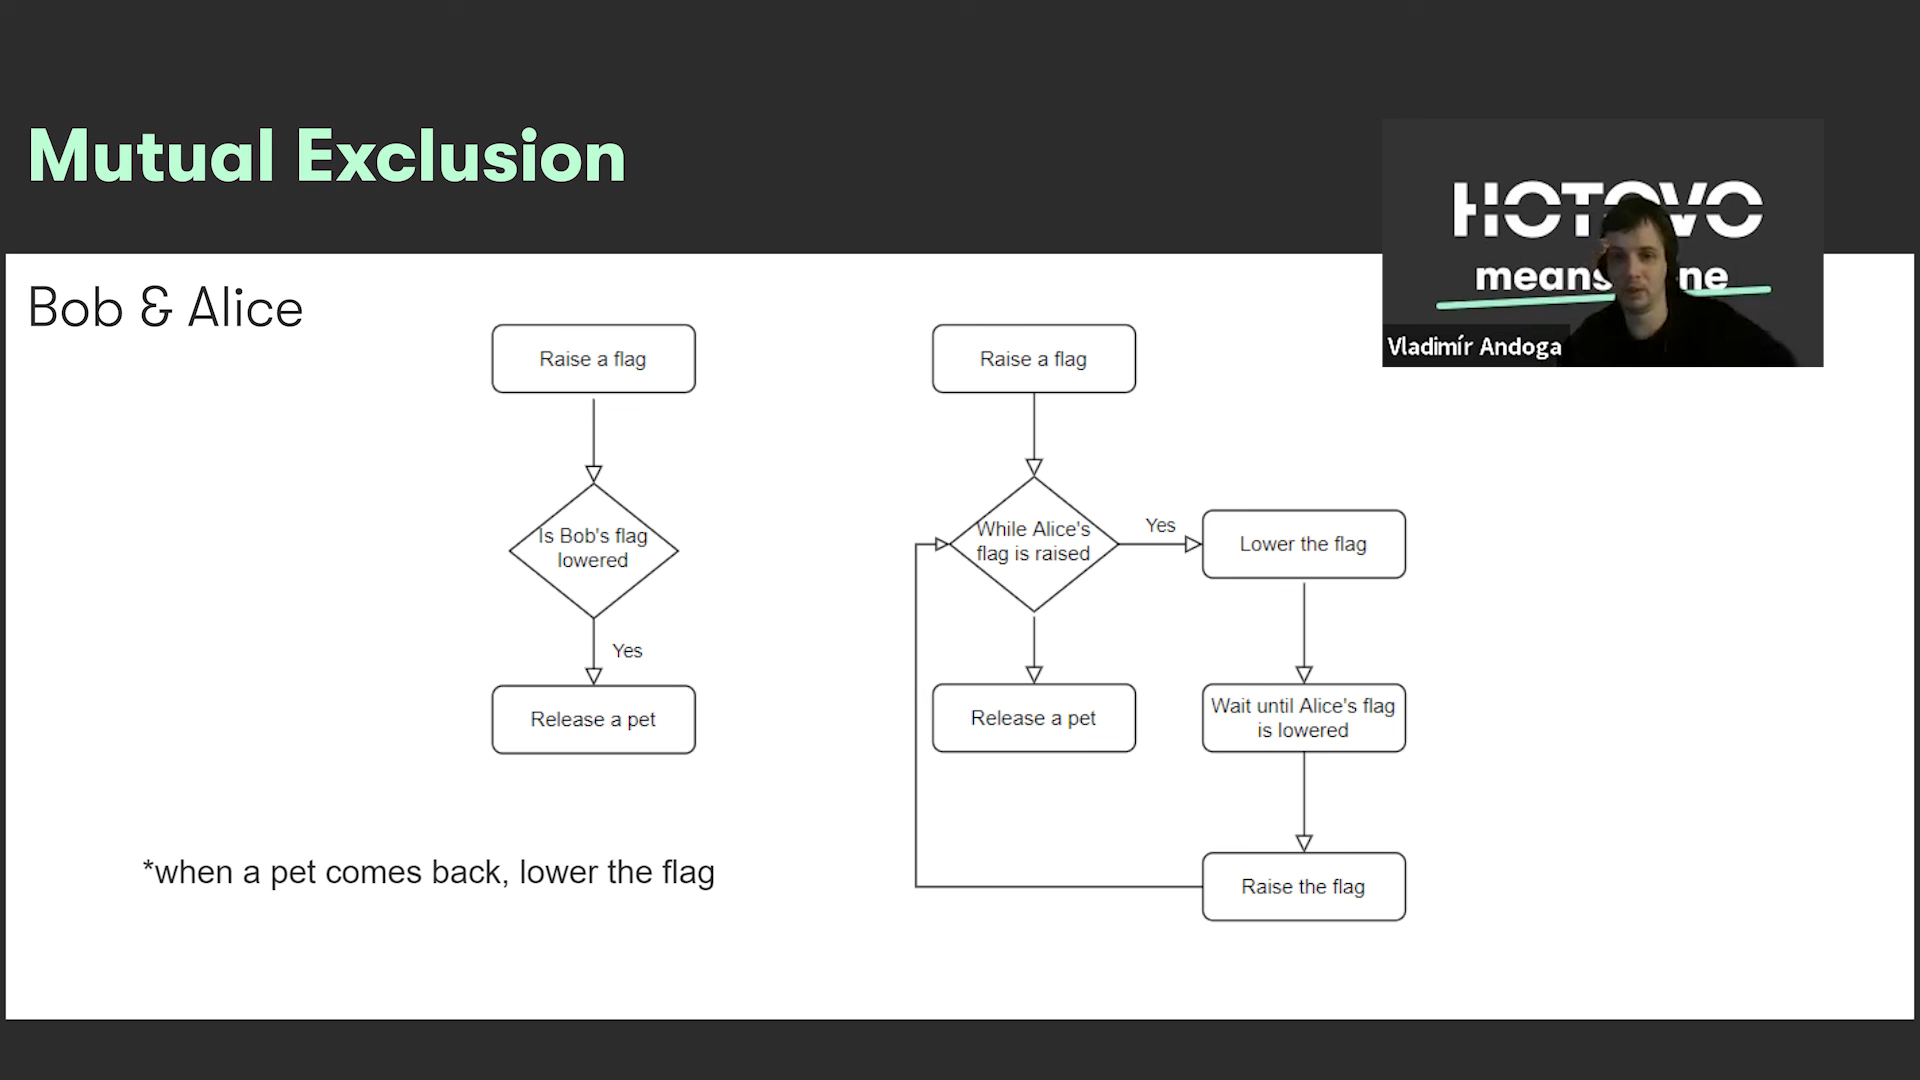 Mutual Exclusion
HOTOVO
means ne
Vladimír Andoga
Bob & Alice
Raise a flag
Is Bob's flag
lowered
Yes
Release a pet
*when a pet comes back, lower the flag
Raise a flag
While Alice's
flag is raised
Yes
Lower the flag
Release a pet
Wait until Alice's flag
is lowered
Raise the flag